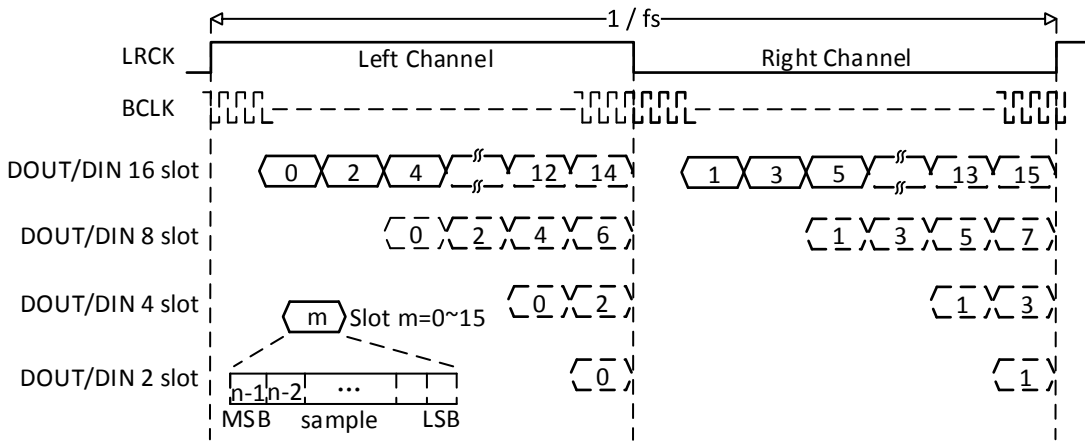 1 / fs
LRCK Left Channel Right Channel
BCLK
DOUT/DIN 16 slot 0 2 4 12 14 1 3 5 13 15
DOUT/DIN 8 slot 0 2 4 6 1 3 5 7
DOUT/DIN 4 slot 0 2 1 3
m Slot m=0~15
DOUT/DIN 2 slot 0 1
n-1 n-2 ...
MSB sample LSB